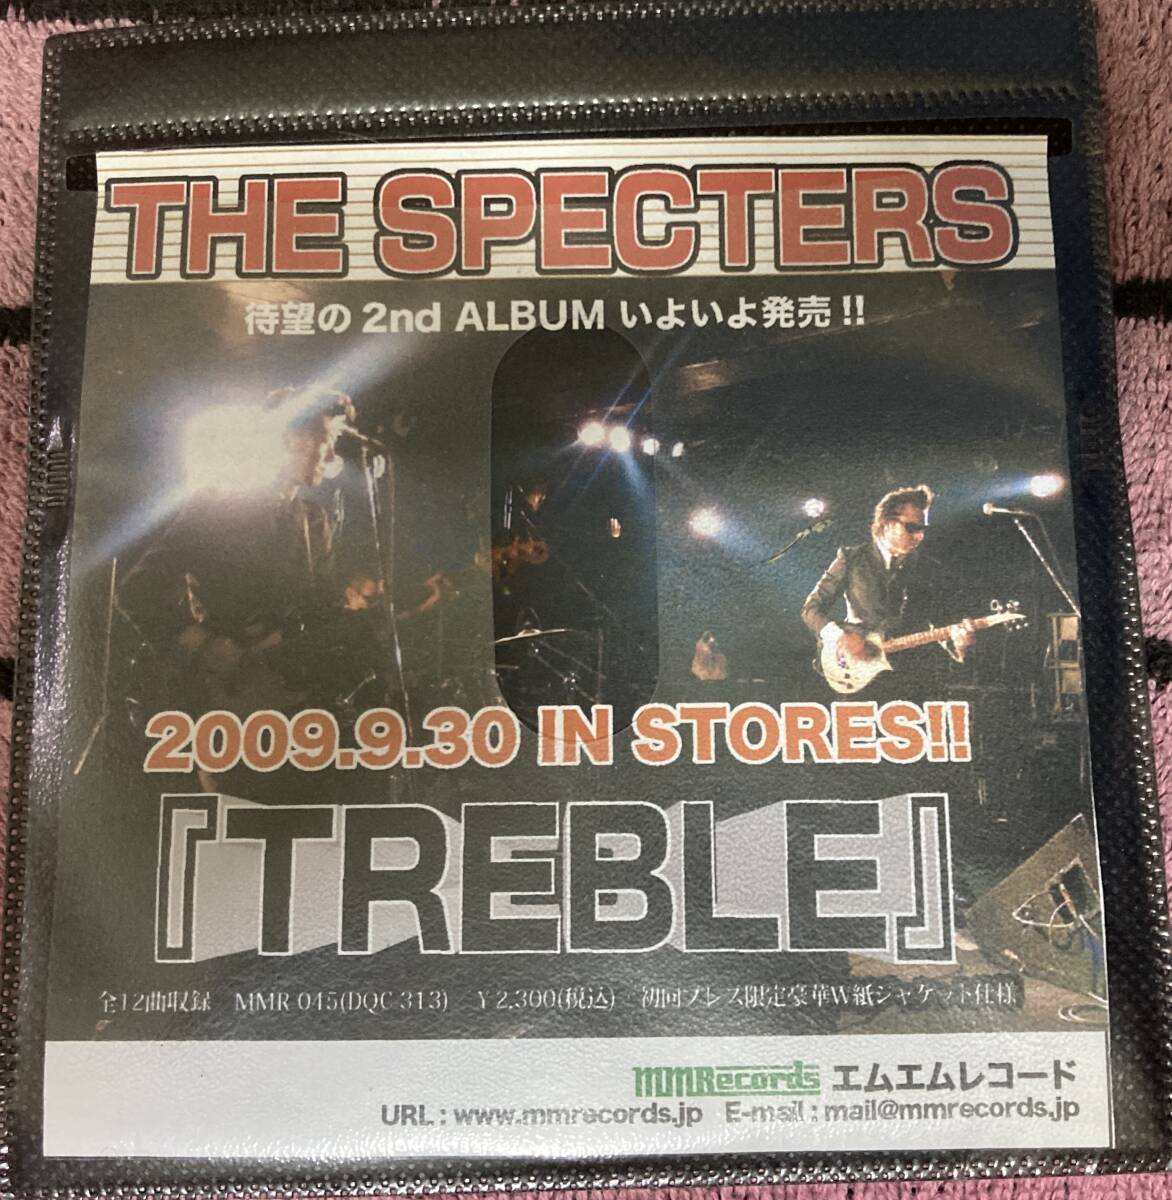 THE SPECTERS
待望の2nd ALBUM いよいよ発売!!
2009.9.30 IN STORES!!
『TREBLE』
全12曲収録 MMR 045(DQC 313) ¥2,300(税込) 初回プレス限定豪華W紙ジャケット仕様
MMRecords エムエムレコード
URL : www.mmrecords.jp E-mail : mail@mmrecords.jp